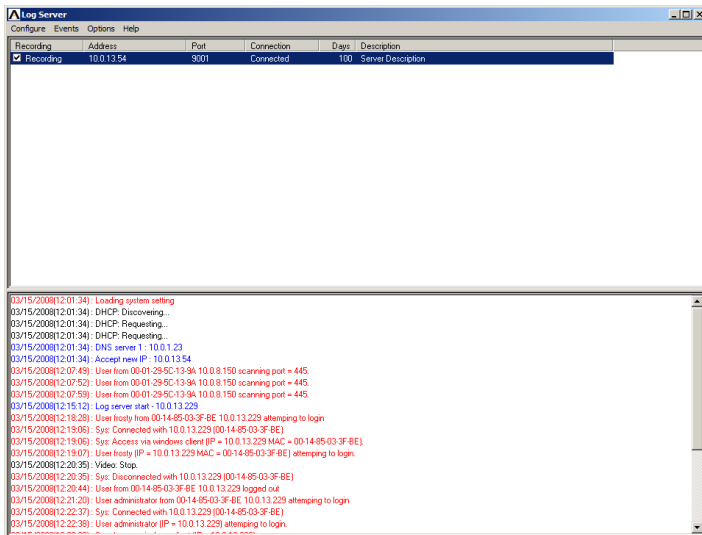 Log Server
Configure Events Options Help
Recording Address Port Connection Days Description
Recording 10.0.13.54 9001 Connected 100 Server Description
03/15/2008(12:01:34) : Loading system setting
03/15/2008(12:01:34) : DHCP: Discovering...
03/15/2008(12:01:34) : DHCP: Requesting...
03/15/2008(12:01:34) : DHCP: Requesting...
03/15/2008(12:01:34) : DNS server 1 : 10.0.1.23
03/15/2008(12:01:34) : Accept new IP : 10.0.13.54
03/15/2008(12:07:49) : User from 00-01-29-5C-13-9A 10.0.8.150 scanning port = 445.
03/15/2008(12:07:52) : User from 00-01-29-5C-13-9A 10.0.8.150 scanning port = 445.
03/15/2008(12:07:59) : User from 00-01-29-5C-13-9A 10.0.8.150 scanning port = 445.
03/15/2008(12:15:12) : Log server start - 10.0.13.229
03/15/2008(12:18:28) : User frosty from 00-14-85-03-3F-BE 10.0.13.229 attemping to login
03/15/2008(12:19:06) : Sys: Connected with 10.0.13.229 (00-14-85-03-3F-BE)
03/15/2008(12:19:06) : Sys: Access via windows client (IP = 10.0.13.229 MAC = 00-14-85-03-3F-BE).
03/15/2008(12:19:07) : User frosty (IP = 10.0.13.229 MAC = 00-14-85-03-3F-BE) attemping to login.
03/15/2008(12:20:35) : Video: Stop.
03/15/2008(12:20:35) : Sys: Disconnected with 10.0.13.229 (00-14-85-03-3F-BE)
03/15/2008(12:20:44) : User from 00-14-85-03-3F-BE 10.0.13.229 logged out
03/15/2008(12:21:20) : User administrator from 00-14-85-03-3F-BE 10.0.13.229 attemping to login
03/15/2008(12:22:37) : Sys: Connected with 10.0.13.229 (00-14-85-03-3F-BE)
03/15/2008(12:22:38) : User administrator (IP = 10.0.13.229) attemping to login.